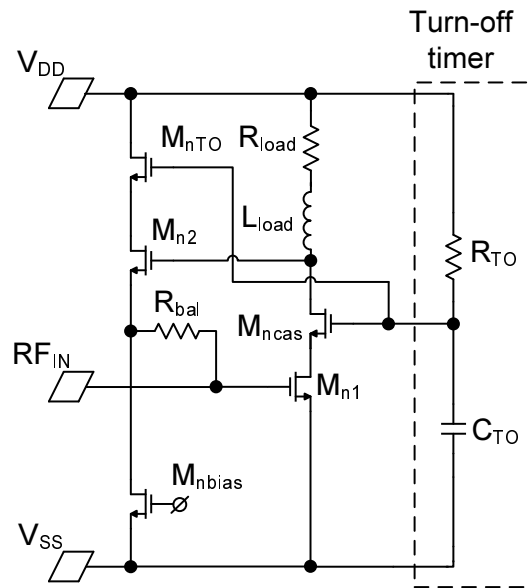 Turn-off
timer
V_DD
M_nTO
R_load
M_n2
L_load
R_TO
R_bal
M_ncas
RF_IN
M_n1
C_TO
M_nbias
V_SS